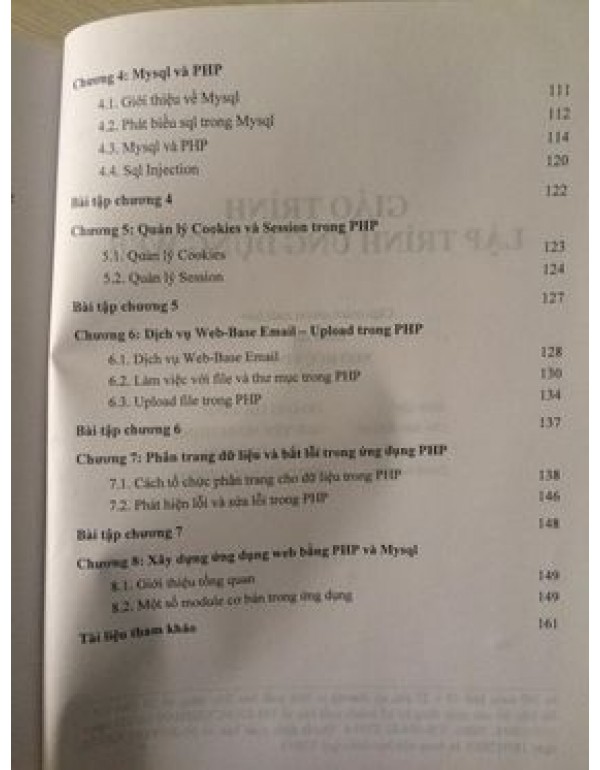 Chương 4: Mysql và PHP
4.1. Giới thiệu về Mysql 111
4.2. Phát biểu sql trong Mysql 112
4.3. Mysql và PHP 114
4.4. Sql Injection 120
Bài tập chương 4 122
Chương 5: Quản lý Cookies và Session trong PHP
5.1. Quản lý Cookies 123
5.2. Quản lý Session 124
Bài tập chương 5 127
Chương 6: Dịch vụ Web-Base Email – Upload trong PHP
6.1. Dịch vụ Web-Base Email 128
6.2. Làm việc với file và thư mục trong PHP 130
6.3. Upload file trong PHP 134
Bài tập chương 6 137
Chương 7: Phân trang dữ liệu và bắt lỗi trong ứng dụng PHP
7.1. Cách tổ chức phân trang cho dữ liệu trong PHP 138
7.2. Phát hiện lỗi và sửa lỗi trong PHP 146
Bài tập chương 7 148
Chương 8: Xây dựng ứng dụng web bằng PHP và Mysql
8.1. Giới thiệu tổng quan 149
8.2. Một số module cơ bản trong ứng dụng 149
Tài liệu tham khảo 161
GIÁO TRÌNH
LẬP TRÌNH ỨNG DỤNG WEB